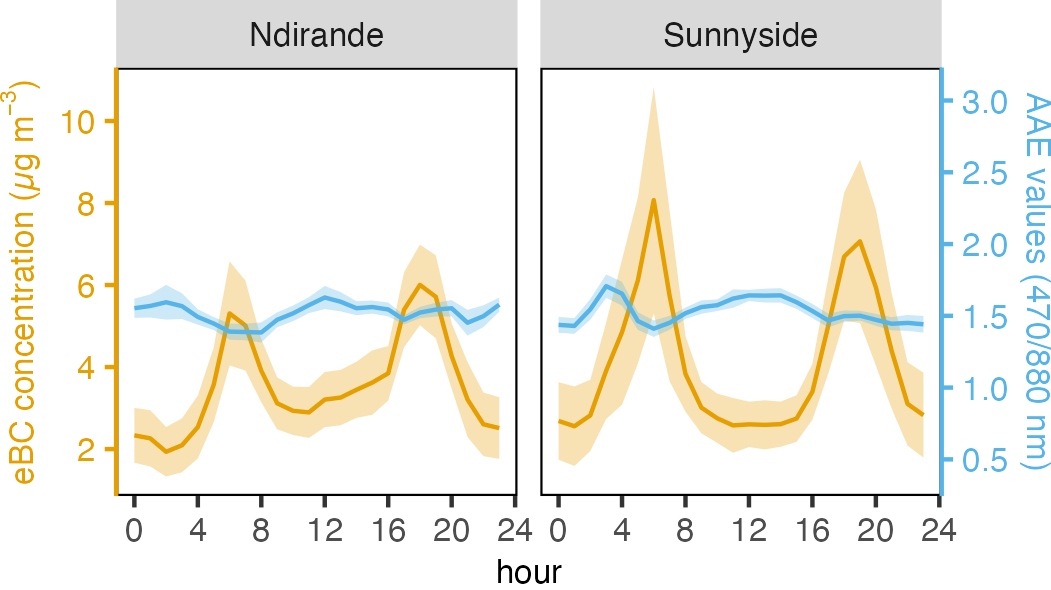 Ndirande
Sunnyside
eBC concentration (µg m⁻³)
10
8
6
4
2
3.0
2.5
2.0
1.5
1.0
0.5
AAE values (470/880 nm)
0 4 8 12 16 20 24
0 4 8 12 16 20 24
hour